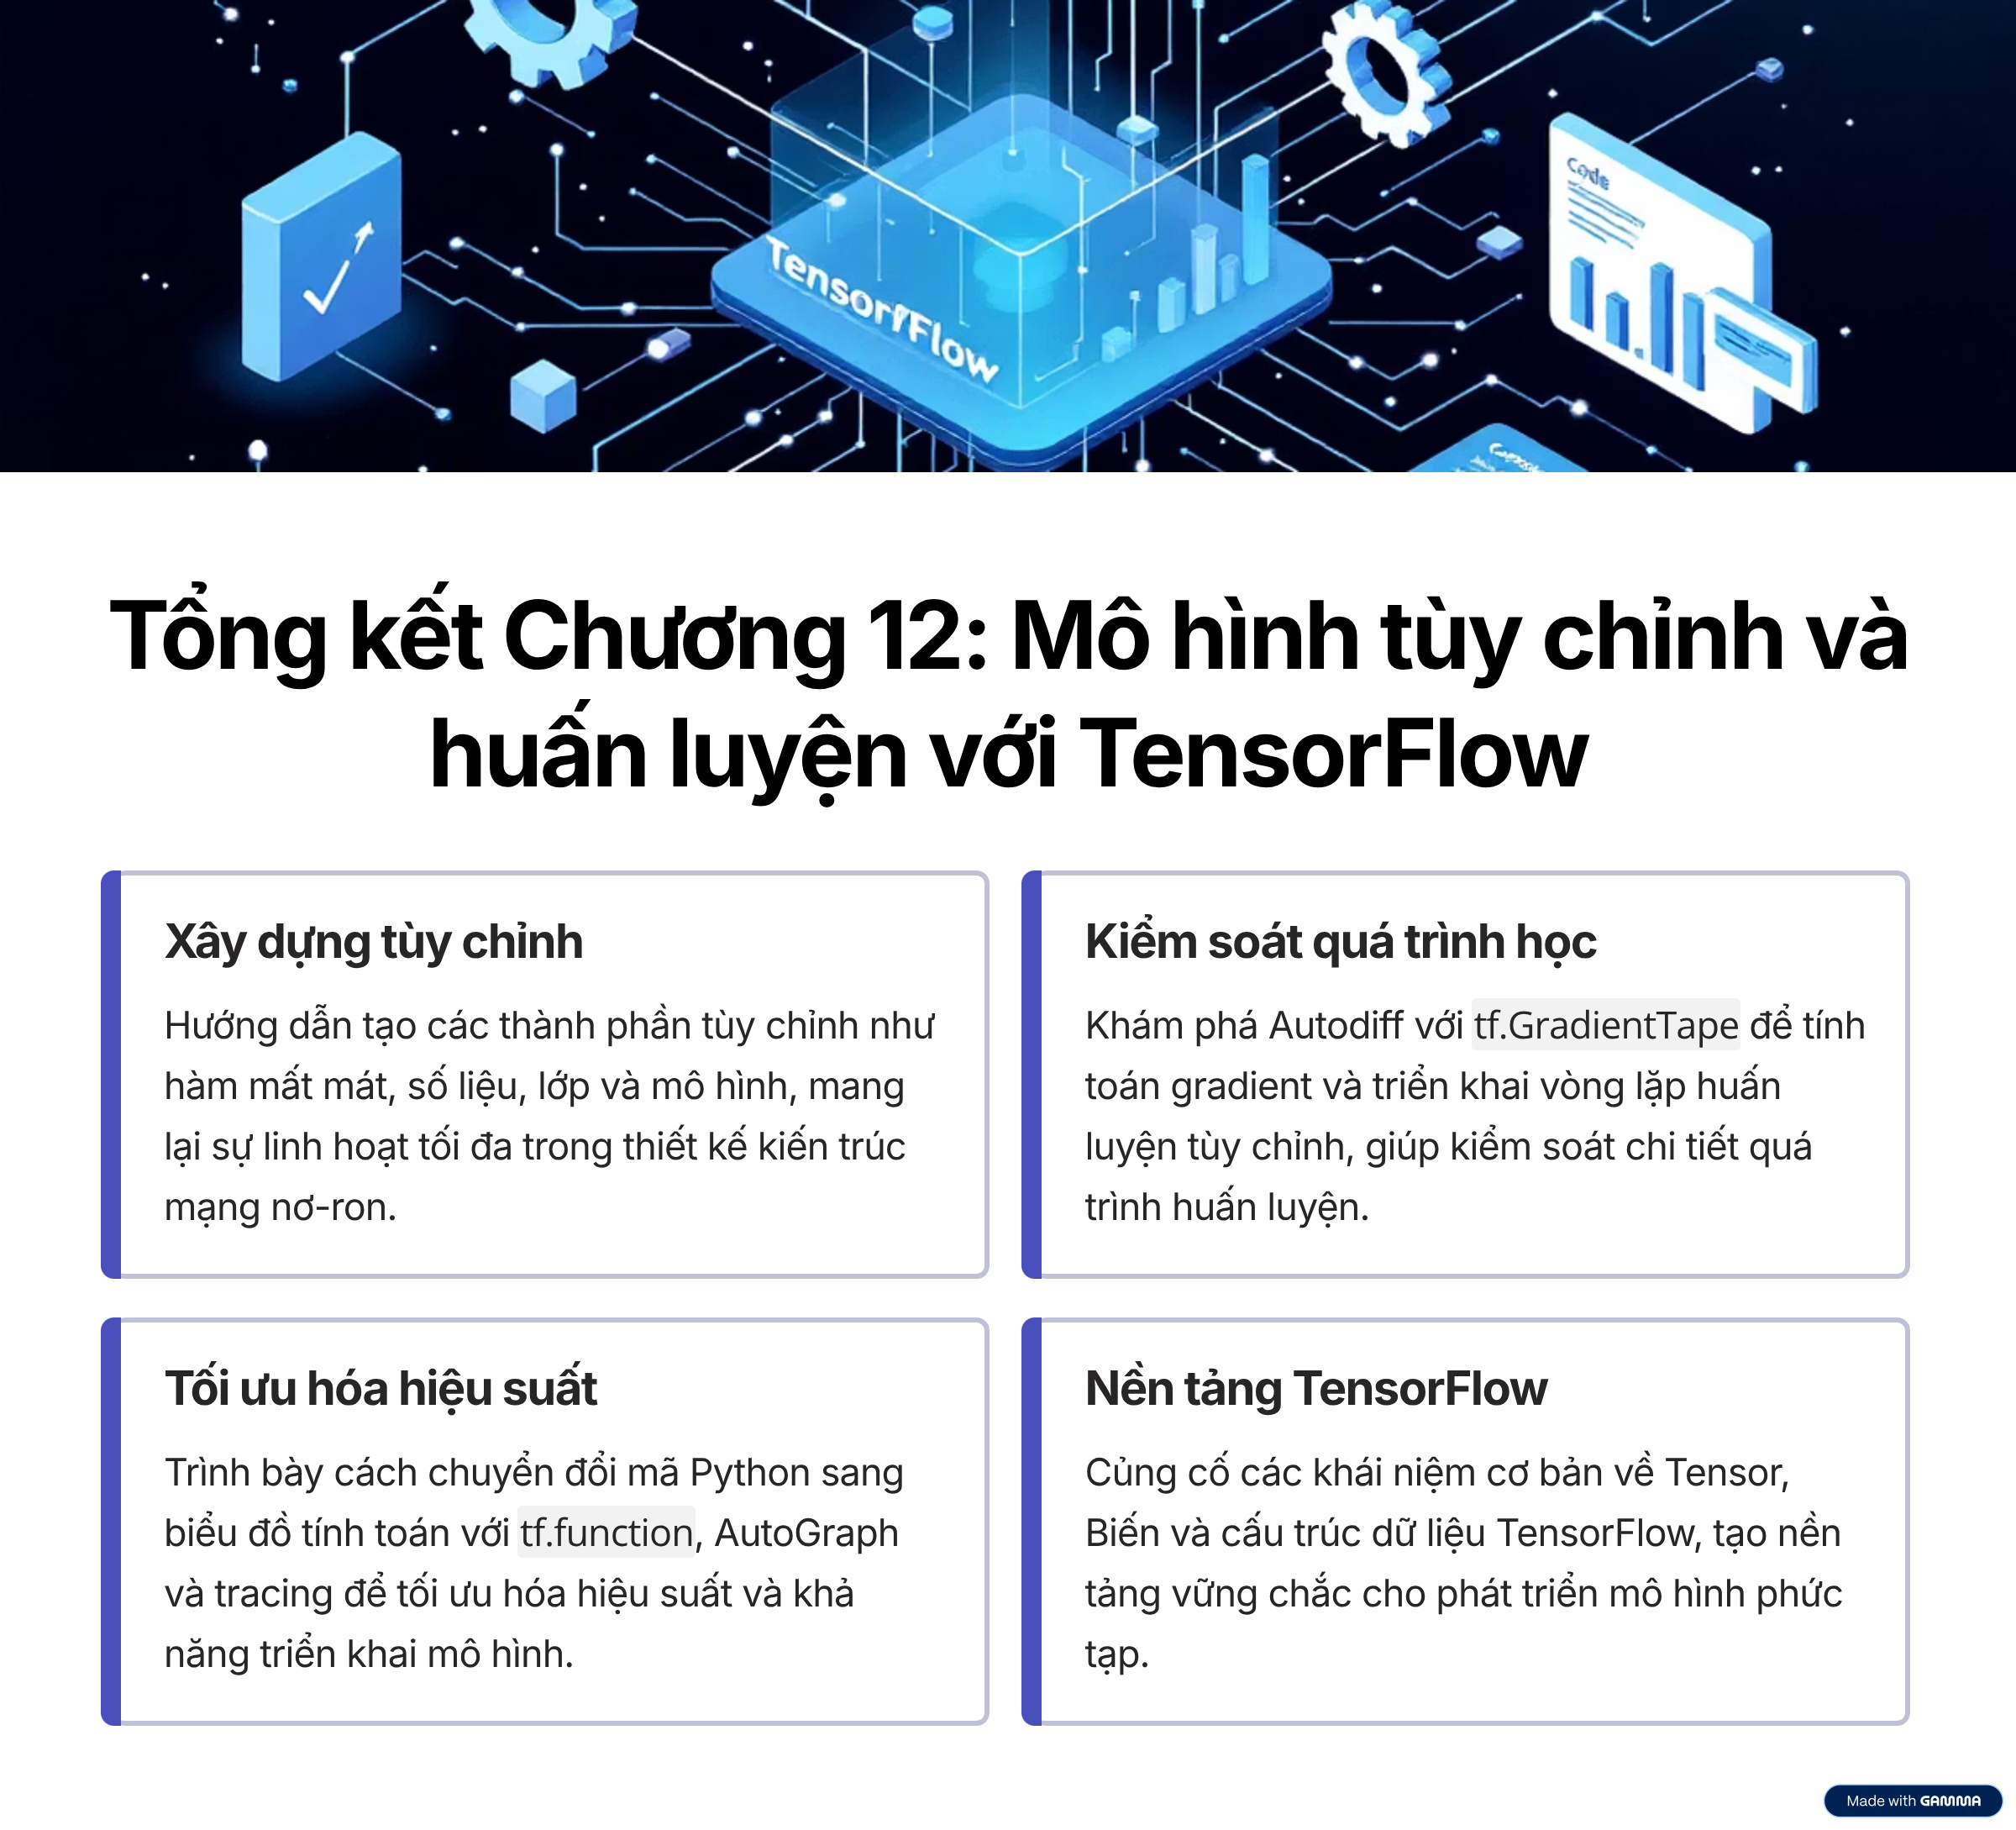 Code
TensorFlow
Tổng kết Chương 12: Mô hình tùy chỉnh và
huấn luyện với TensorFlow
Xây dựng tùy chỉnh
Hướng dẫn tạo các thành phần tùy chỉnh như
hàm mất mát, số liệu, lớp và mô hình, mang
lại sự linh hoạt tối đa trong thiết kế kiến trúc
mạng nơ-ron.
Kiểm soát quá trình học
Khám phá Autodiff với tf.GradientTape để tính
toán gradient và triển khai vòng lặp huấn
luyện tùy chỉnh, giúp kiểm soát chi tiết quá
trình huấn luyện.
Tối ưu hóa hiệu suất
Trình bày cách chuyển đổi mã Python sang
biểu đồ tính toán với tf.function, AutoGraph
và tracing để tối ưu hóa hiệu suất và khả
năng triển khai mô hình.
Nền tảng TensorFlow
Củng cố các khái niệm cơ bản về Tensor,
Biến và cấu trúc dữ liệu TensorFlow, tạo nền
tảng vững chắc cho phát triển mô hình phức
tạp.
Made with GAMMA